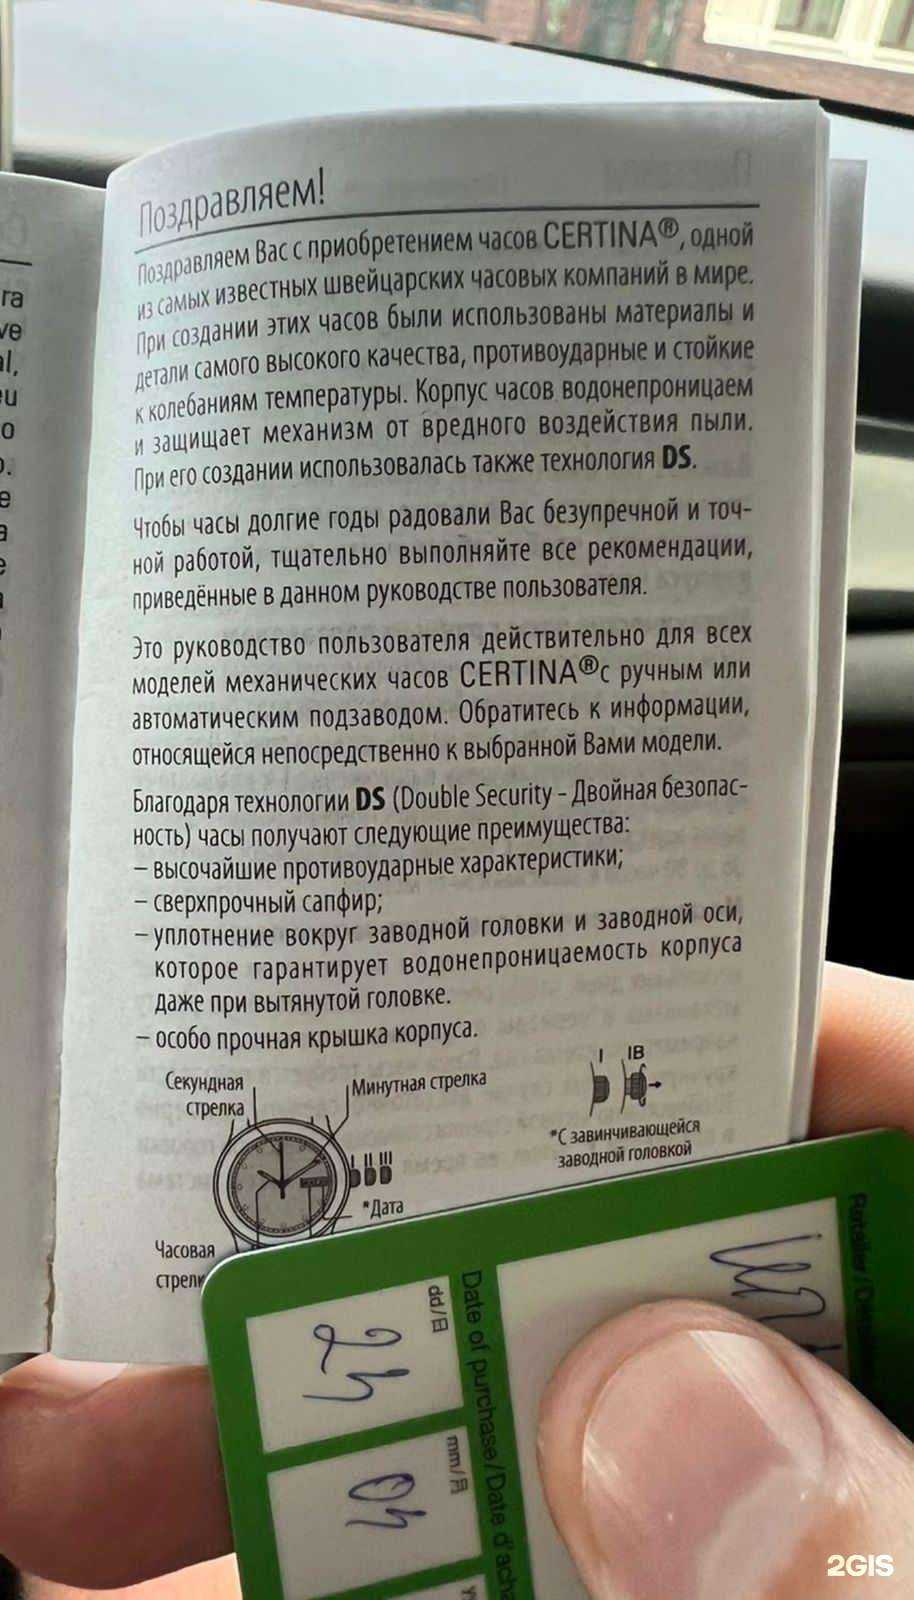 Поздравляем!
Поздравляем Вас с приобретением часов CERTINA®, одной
из самых известных швейцарских часовых компаний в мире.
При создании этих часов были использованы материалы и
детали самого высокого качества, противоударные и стойкие
к колебаниям температуры. Корпус часов водонепроницаем
и защищает механизм от вредного воздействия пыли.
При его создании использовалась также технология DS.
Чтобы часы долгие годы радовали Вас безупречной и точ-
ной работой, тщательно выполняйте все рекомендации,
приведённые в данном руководстве пользователя.
Это руководство пользователя действительно для всех
моделей механических часов CERTINA®с ручным или
автоматическим подзаводом. Обратитесь к информации,
относящейся непосредственно к выбранной Вами модели.
Благодаря технологии DS (Double Security - Двойная безопас-
ность) часы получают следующие преимущества:
– высочайшие противоударные характеристики;
– сверхпрочный сапфир;
– уплотнение вокруг заводной головки и заводной оси,
которое гарантирует водонепроницаемость корпуса
даже при вытянутой головке.
– особо прочная крышка корпуса.
Секундная
стрелка
Минутная стрелка
I II III
*Дата
Часовая
I IB
*С завинчивающейся
заводной головкой
Retailer/
Date of purchase/Date d'acha
dd/日
24
mm/月
04
2GIS